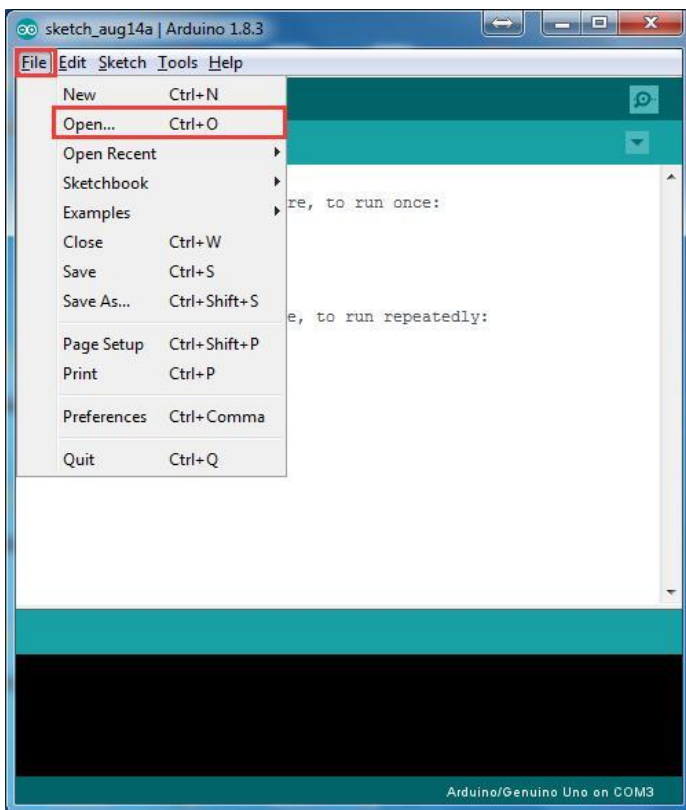 sketch_aug14a | Arduino 1.8.3
File Edit Sketch Tools Help
New Ctrl+N
Open... Ctrl+O
Open Recent
Sketchbook
Examples
Close Ctrl+W
Save Ctrl+S
Save As... Ctrl+Shift+S
Page Setup Ctrl+Shift+P
Print Ctrl+P
Preferences Ctrl+Comma
Quit Ctrl+Q
re, to run once:
e, to run repeatedly:
Arduino/Genuino Uno on COM3